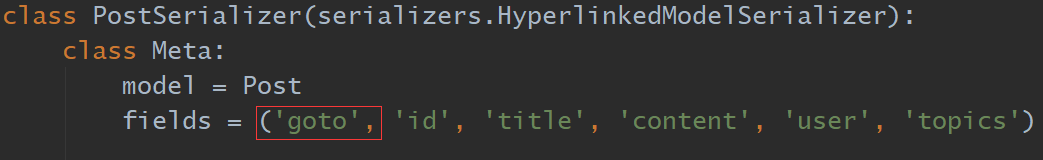 class PostSerializer(serializers.HyperlinkedModelSerializer):
    class Meta:
        model = Post
        fields = ('goto', 'id', 'title', 'content', 'user', 'topics')